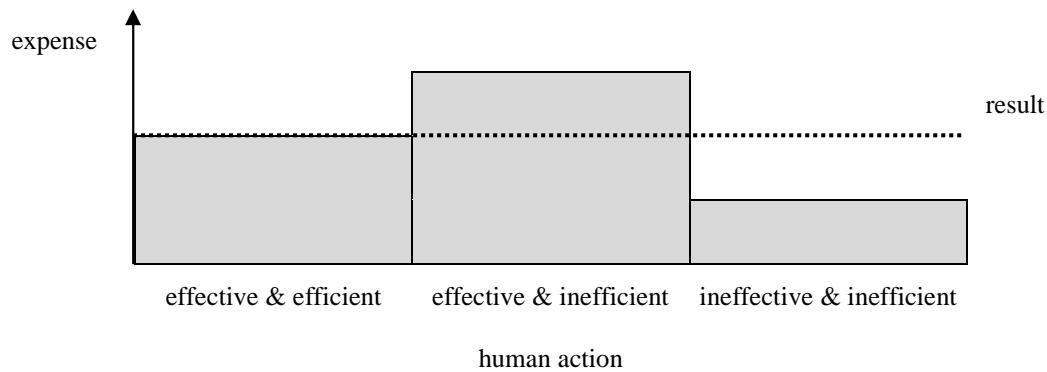 expense
result
effective & efficient
effective & inefficient
ineffective & inefficient
human action